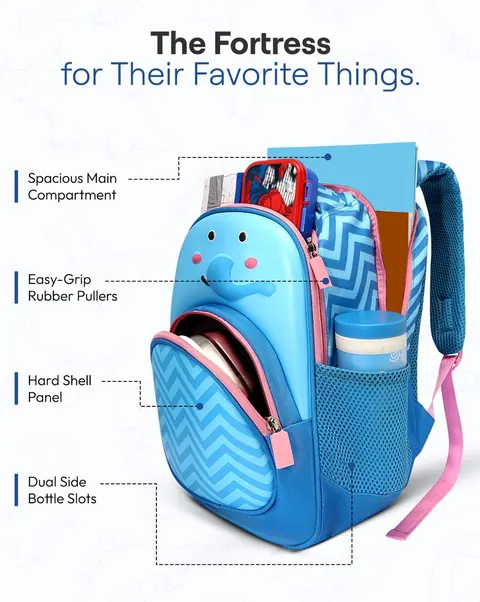 The Fortress
for Their Favorite Things.
Spacious Main
Compartment
Easy-Grip
Rubber Pullers
Hard Shell
Panel
Dual Side
Bottle Slots